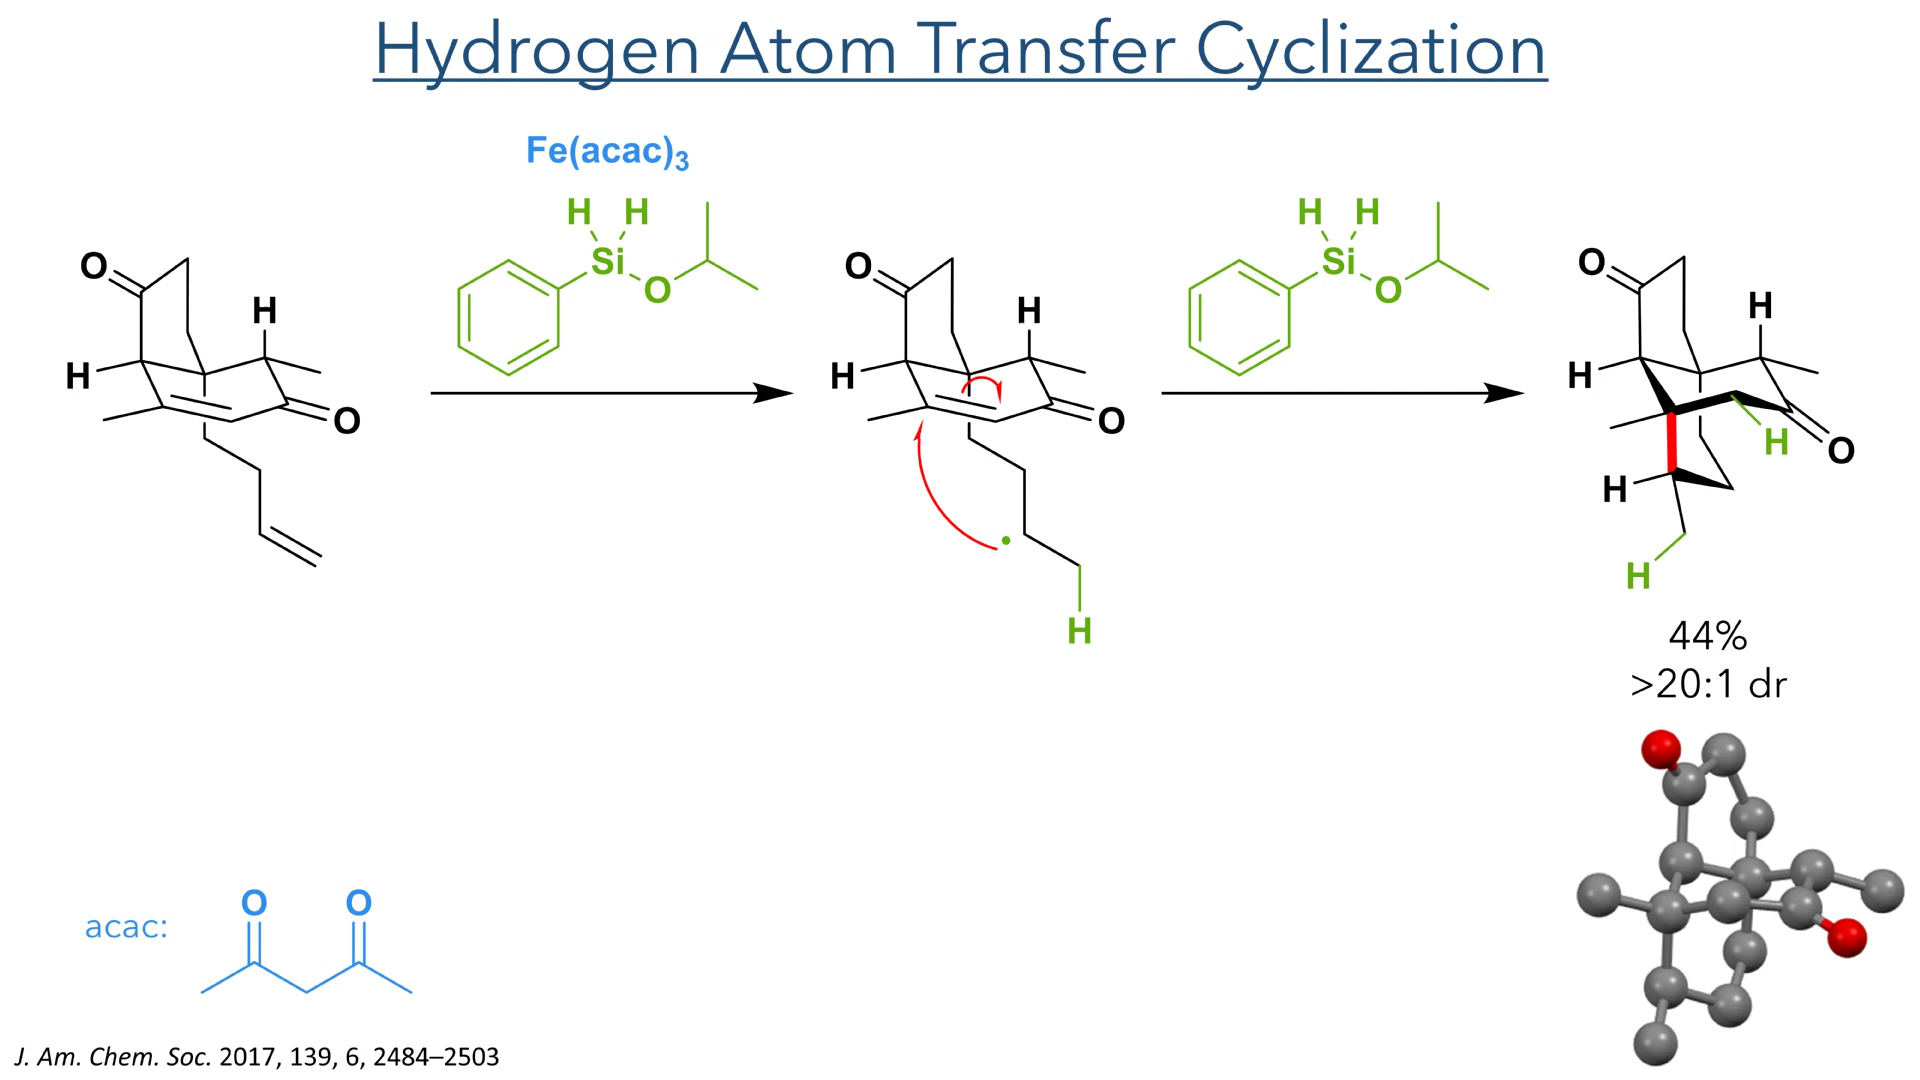 Hydrogen Atom Transfer Cyclization
Fe(acac)₃
H H
Si
O
H H
Si
O
O
H
H
O
O
H
H
O
H
O
H
H
H
O
H
H
44%
>20:1 dr
acac:
O O
J. Am. Chem. Soc. 2017, 139, 6, 2484–2503